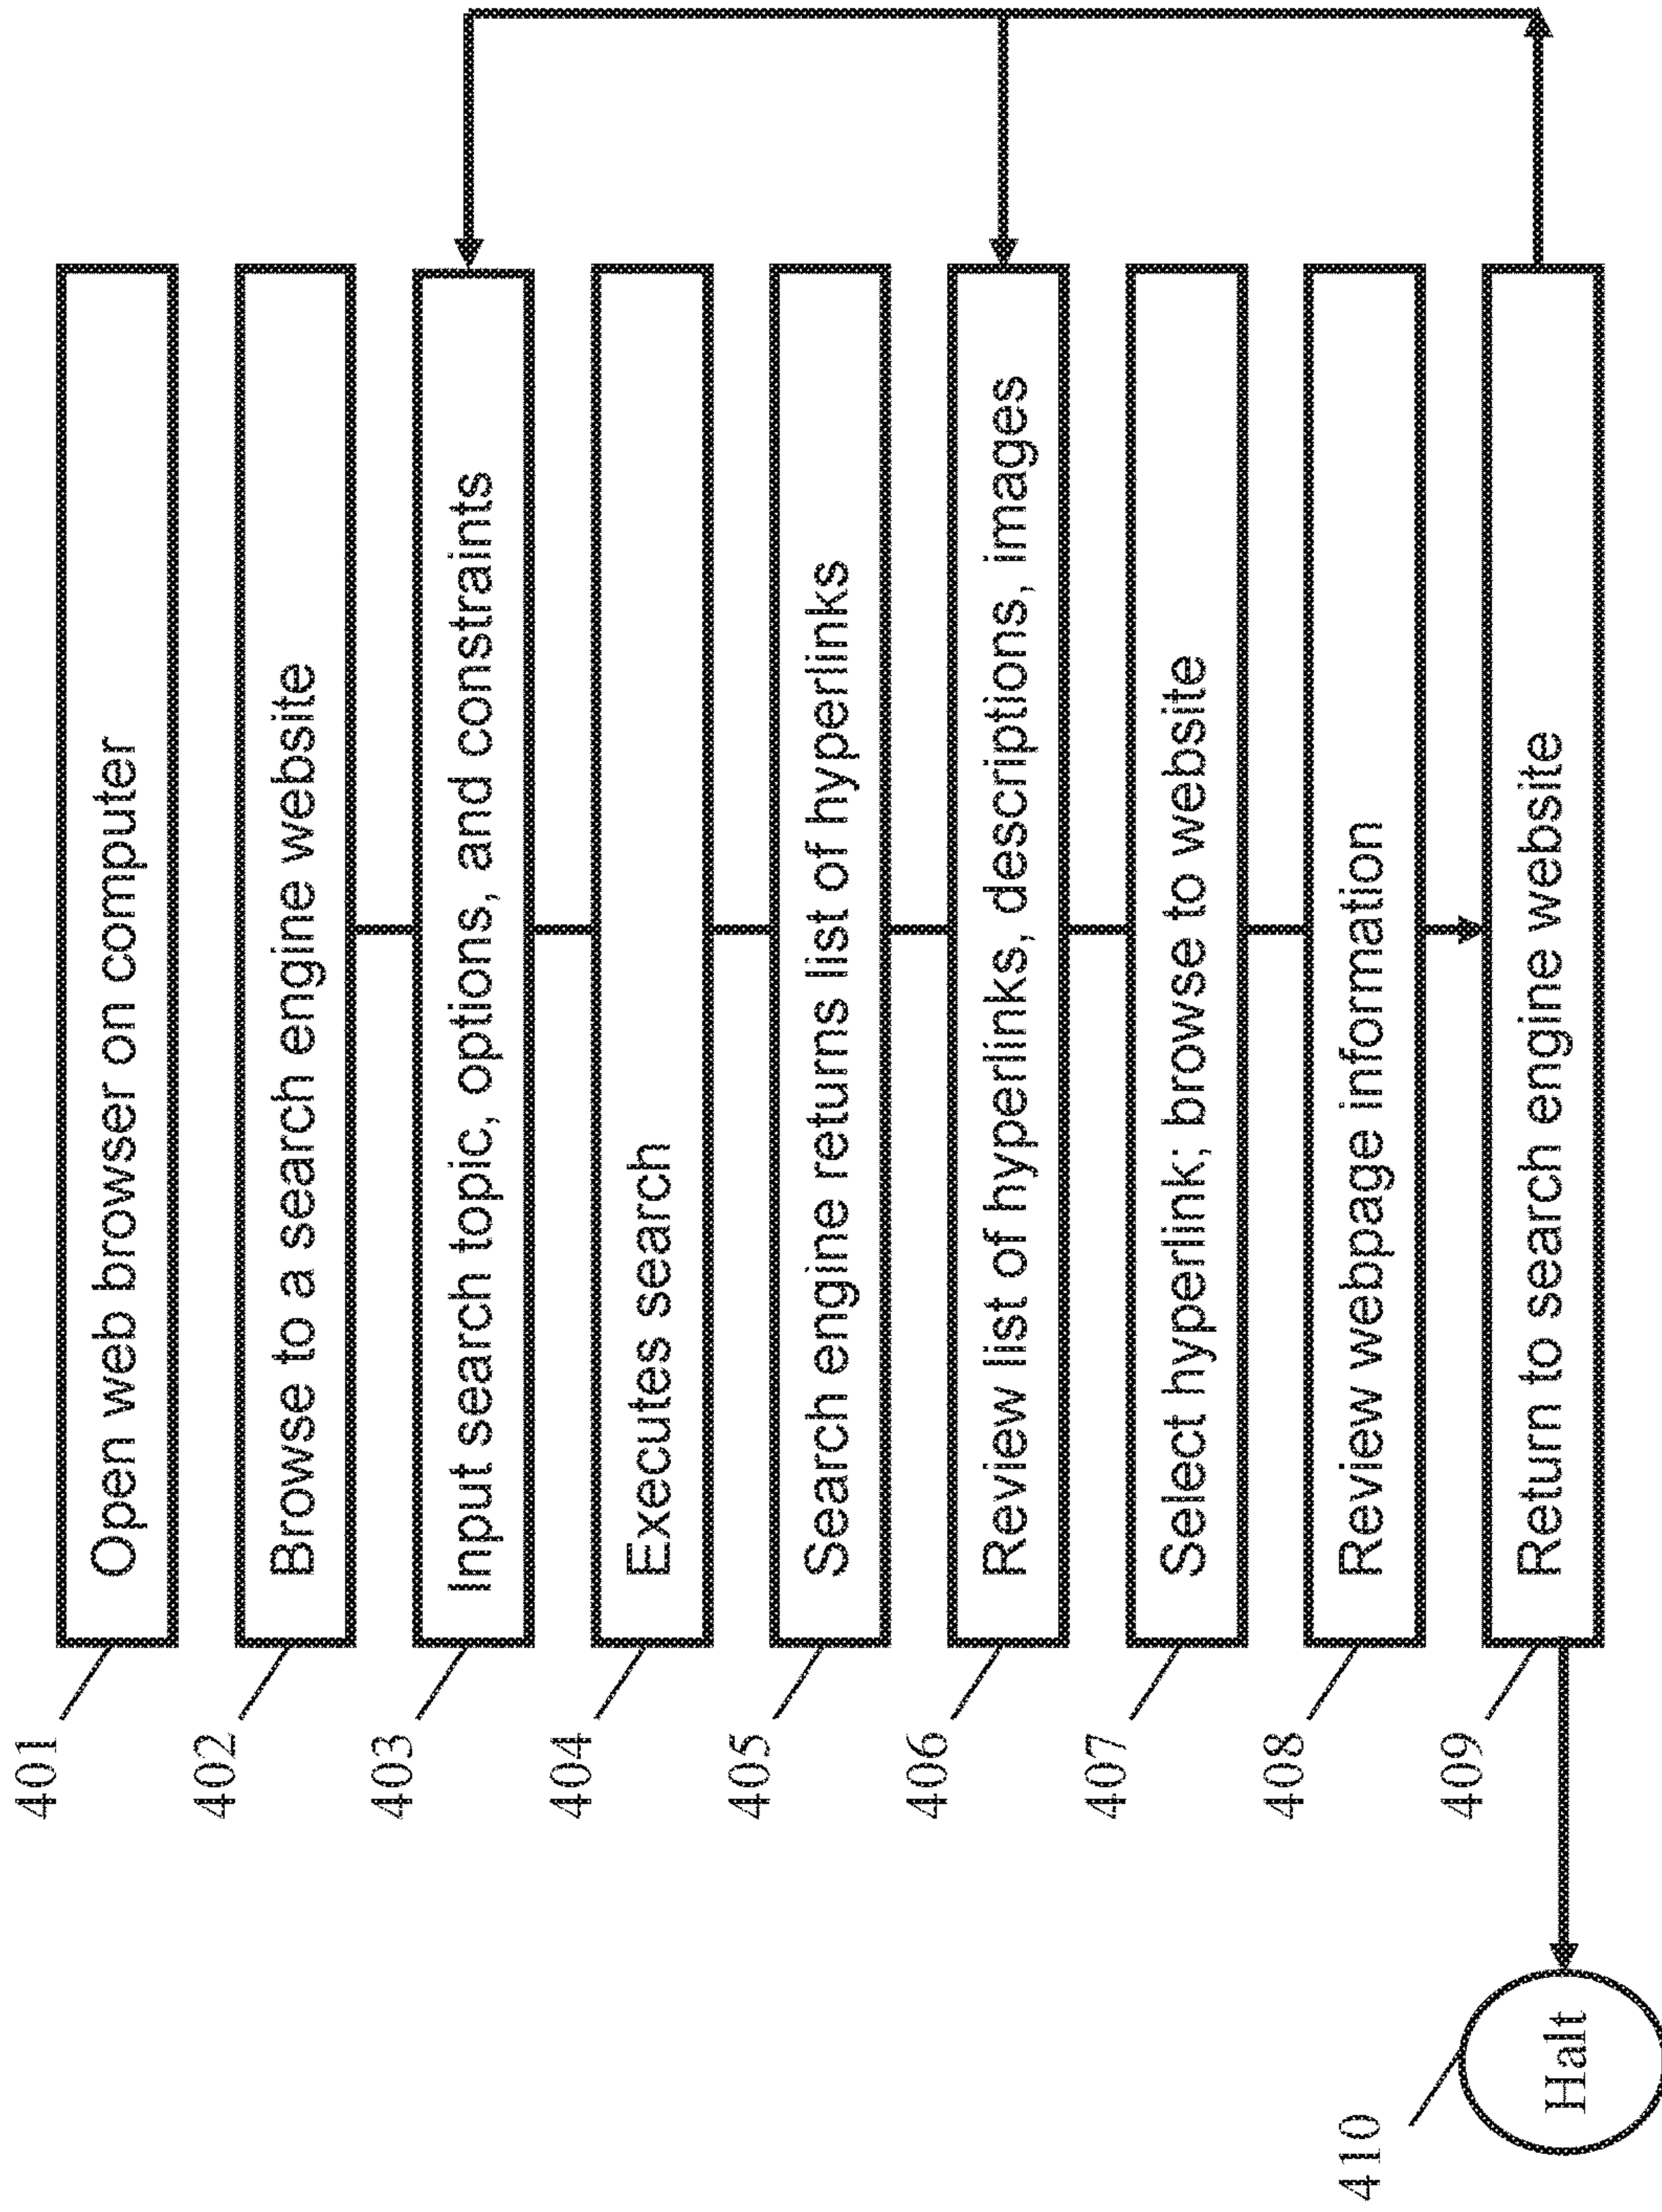 401
Open web browser on computer
402
Browse to a search engine website
403
Input search topic, options, and constraints
404
Executes search
405
Search engine returns list of hyperlinks
406
Review list of hyperlinks, descriptions, images
407
Select hyperlink; browse to website
408
Review webpage information
409
Return to search engine website
410
Halt